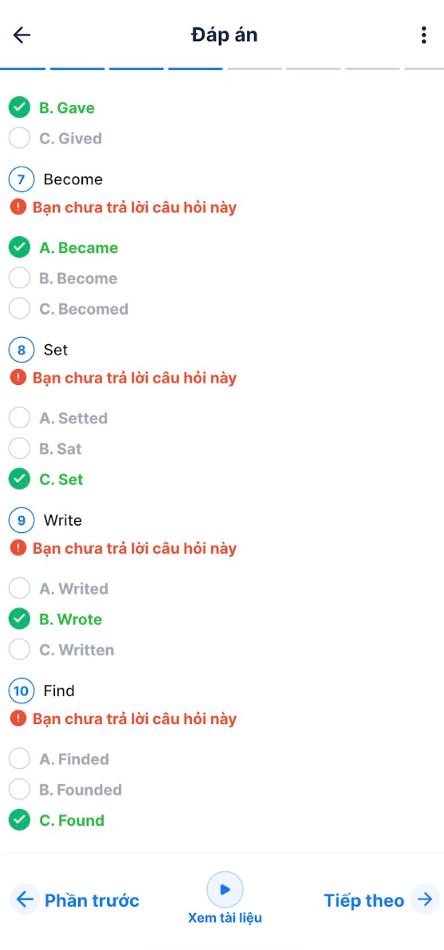 Đáp án
B. Gave
C. Gived
7 Become
Bạn chưa trả lời câu hỏi này
A. Became
B. Become
C. Becomed
8 Set
Bạn chưa trả lời câu hỏi này
A. Setted
B. Sat
C. Set
9 Write
Bạn chưa trả lời câu hỏi này
A. Writed
B. Wrote
C. Written
10 Find
Bạn chưa trả lời câu hỏi này
A. Finded
B. Founded
C. Found
Phần trước
Xem tài liệu
Tiếp theo